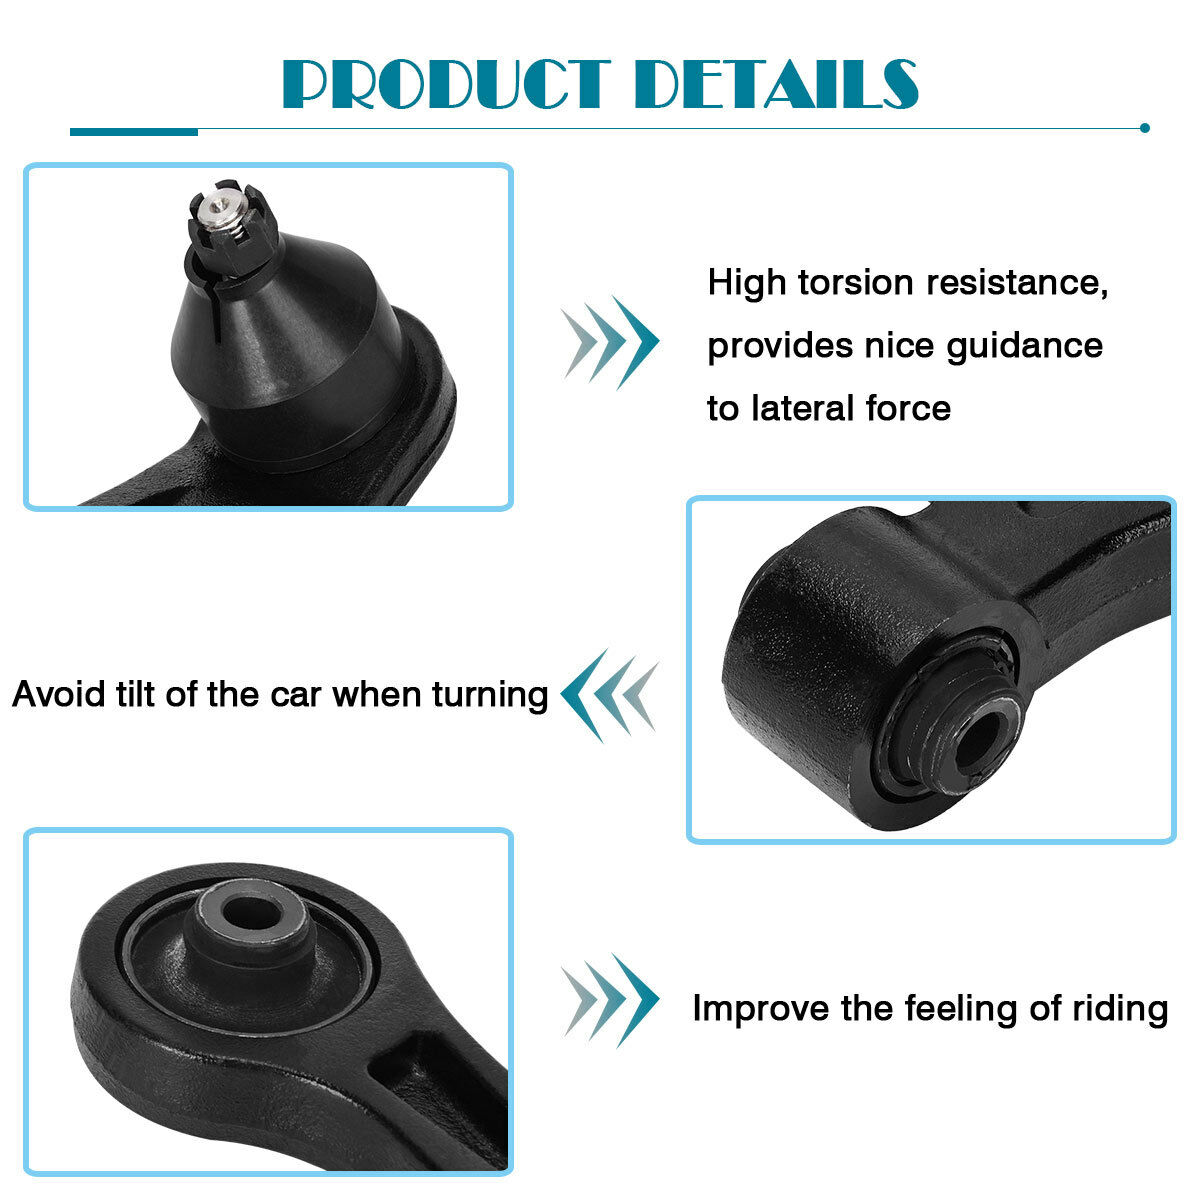 PRODUCT DETAILS
High torsion resistance,
provides nice guidance
to lateral force
Avoid tilt of the car when turning
Improve the feeling of riding